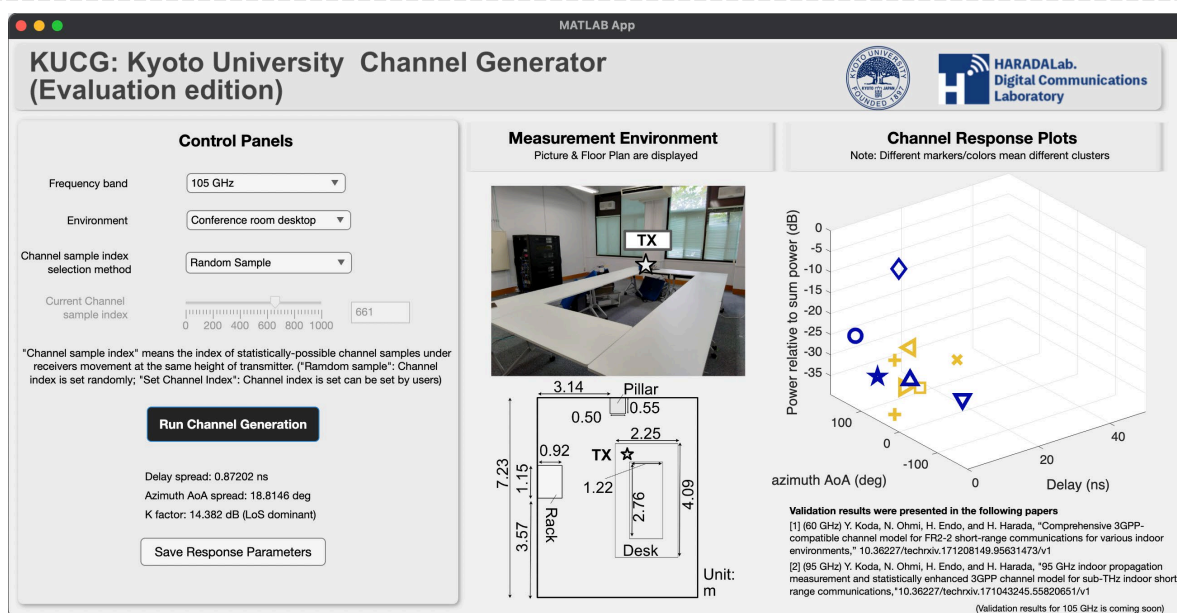 MATLAB App
KUCG: Kyoto University Channel Generator
(Evaluation edition)
KYOTO UNIVERSITY
KYOTO JAPAN
FOUNDED 1897
HARADALab.
Digital Communications
Laboratory
Control Panels
Frequency band
105 GHz
Environment
Conference room desktop
Channel sample index
selection method
Random Sample
Current Channel
sample index
0 200 400 600 800 1000
661
"Channel sample index" means the index of statistically-possible channel samples under
receivers movement at the same height of transmitter. ("Ramdom sample": Channel
index is set randomly; "Set Channel Index": Channel index is set can be set by users)
Run Channel Generation
Delay spread: 0.87202 ns
Azimuth AoA spread: 18.8146 deg
K factor: 14.382 dB (LoS dominant)
Save Response Parameters
Measurement Environment
Picture & Floor Plan are displayed
TX
3.14
Pillar
0.50
0.55
2.25
0.92
TX
7.23
1.15
1.22
2.76
4.09
Rack
3.57
Desk
Unit:
m
Channel Response Plots
Note: Different markers/colors mean different clusters
Power relative to sum power (dB)
0
-5
-10
-15
-20
-25
-30
-35
100
0
-100
azimuth AoA (deg)
0
20
40
Delay (ns)
Validation results were presented in the following papers
[1] (60 GHz) Y. Koda, N. Ohmi, H. Endo, and H. Harada, "Comprehensive 3GPP-
compatible channel model for FR2-2 short-range communications for various indoor
environments," 10.36227/techrxiv.171208149.95631473/v1
[2] (95 GHz) Y. Koda, N. Ohmi, H. Endo, and H. Harada, "95 GHz indoor propagation
measurement and statistically enhanced 3GPP channel model for sub-THz indoor short
range communications,"10.36227/techrxiv.171043245.55820651/v1
(Validation results for 105 GHz is coming soon)